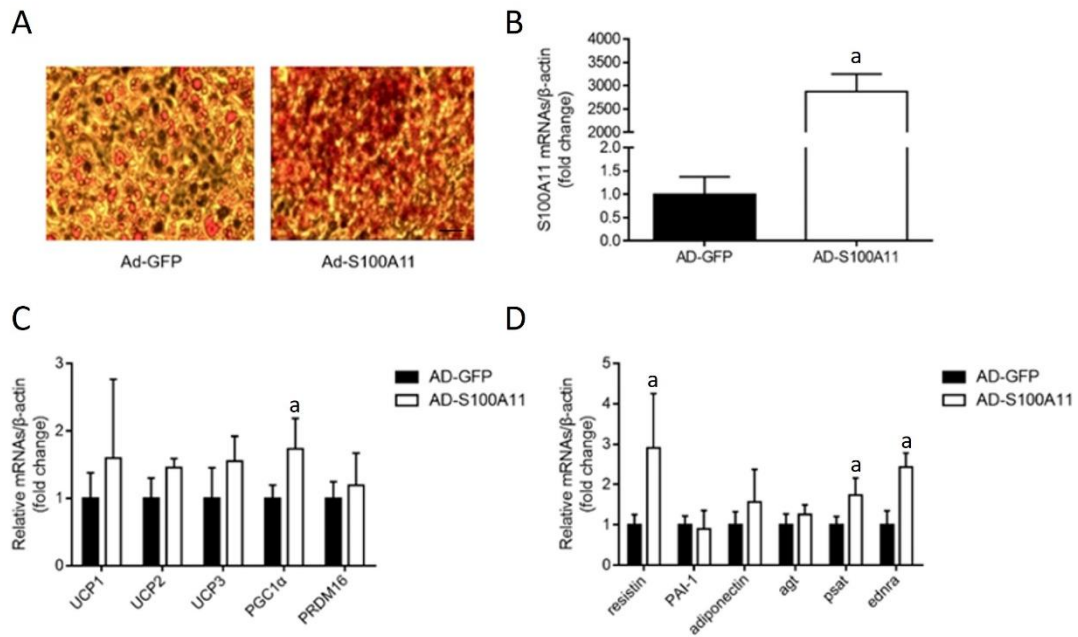 A
Ad-GFP
Ad-S100A11
B
S100A11 mRNAs/β-actin
(fold change)
4000
3500
3000
2500
2000
2.0
1.5
1.0
0.5
0.0
a
AD-GFP
AD-S100A11
C
Relative mRNAs/β-actin
(fold change)
3
2
1
0
a
UCP1
UCP2
UCP3
PGC1α
PRDM16
AD-GFP
AD-S100A11
D
Relative mRNAs/β-actin
(fold change)
5
4
3
2
1
0
a
a
a
resistin
PAI-1
adiponectin
agt
psat
ednra
AD-GFP
AD-S100A11